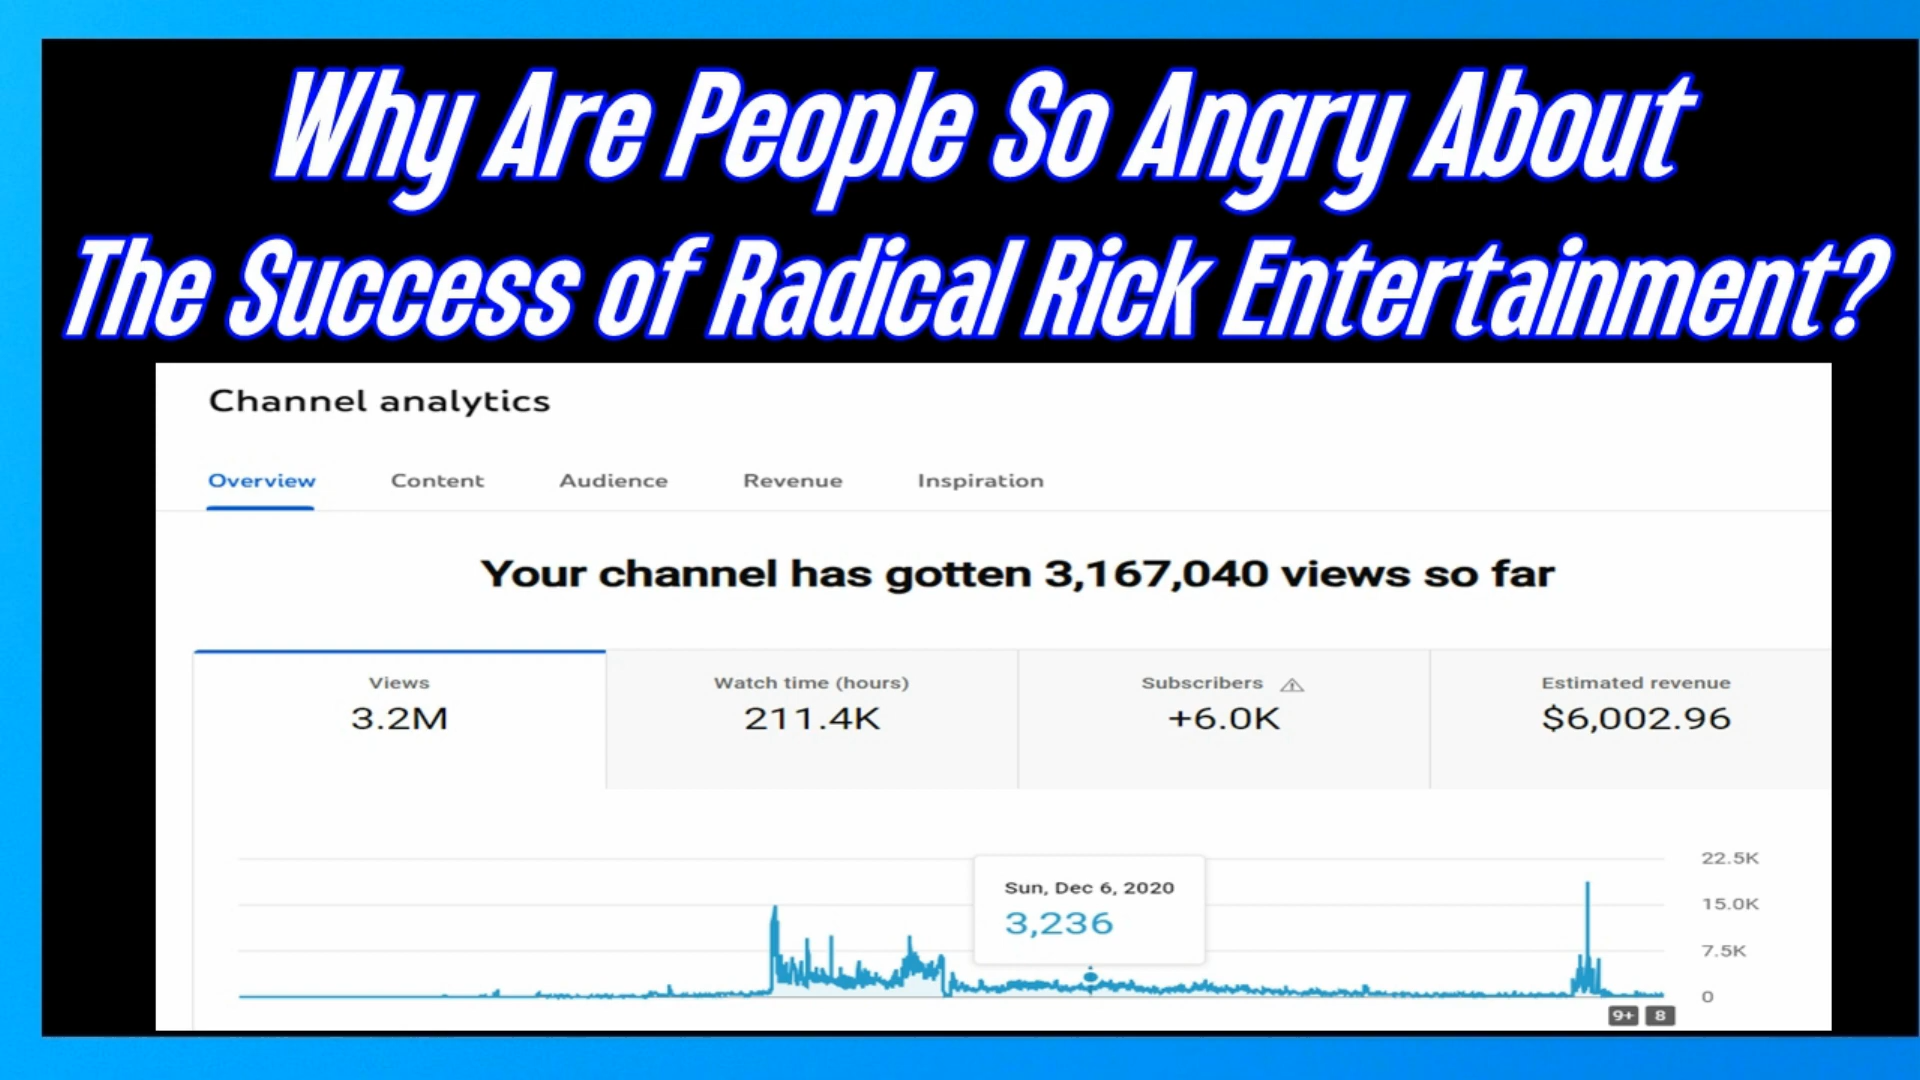 Why Are People So Angry About
The Success of Radical Rick Entertainment?
Channel analytics
Overview Content Audience Revenue Inspiration
Your channel has gotten 3,167,040 views so far
Views Watch time (hours) Subscribers Estimated revenue
3.2M 211.4K +6.0K $6,002.96
22.5K
Sun, Dec 6, 2020
15.0K
3,236
7.5K
0
9+ 8